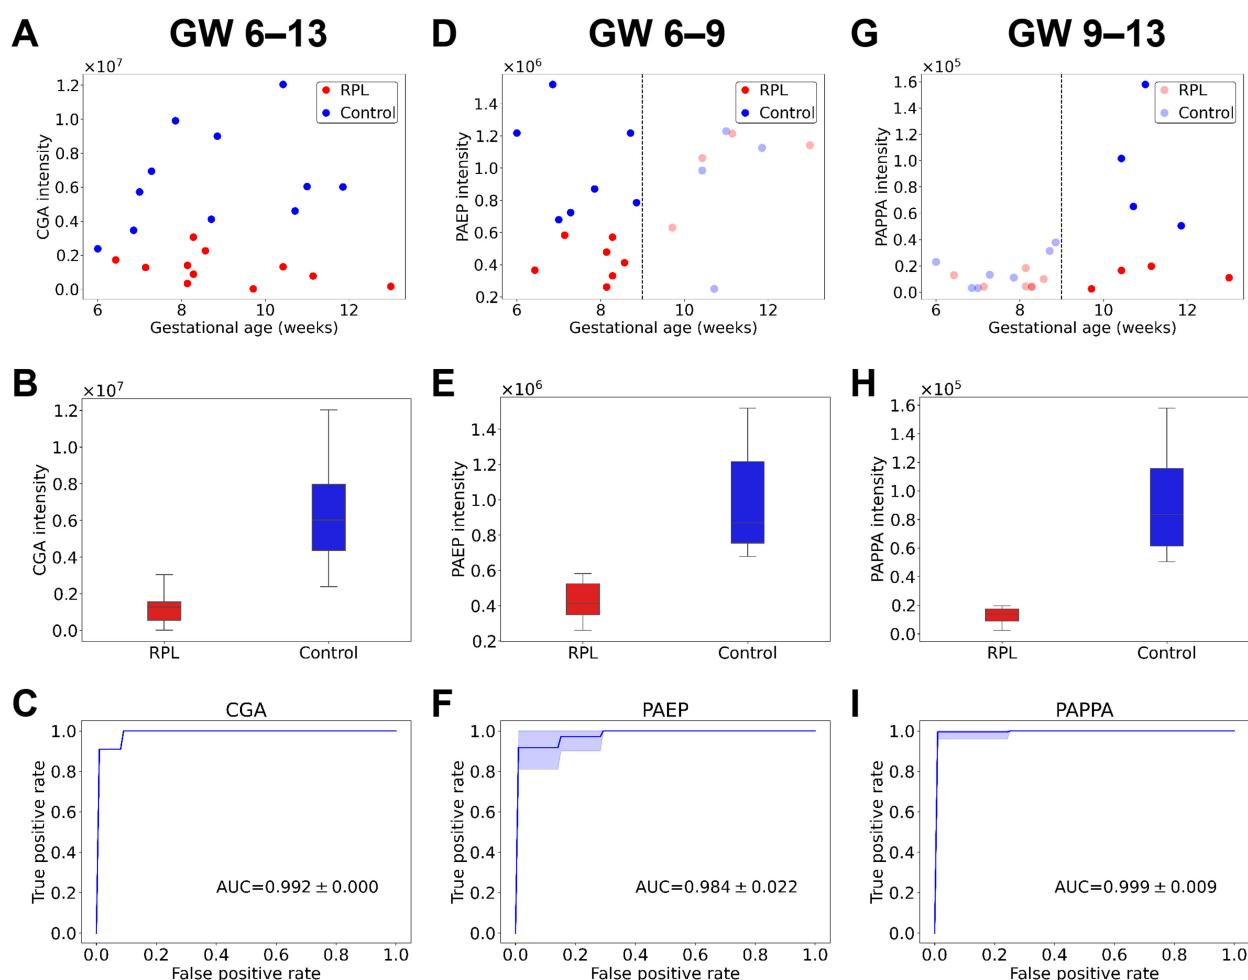 A GW 6–13
D GW 6–9
G GW 9–13
×10⁷
1.2
1.0
0.8
0.6
0.4
0.2
0.0
CGA intensity
RPL
Control
6 8 10 12
Gestational age (weeks)
×10⁶
1.4
1.2
1.0
0.8
0.6
0.4
0.2
PAEP intensity
RPL
Control
6 8 10 12
Gestational age (weeks)
×10⁵
1.6
1.4
1.2
1.0
0.8
0.6
0.4
0.2
0.0
PAPPA intensity
RPL
Control
6 8 10 12
Gestational age (weeks)
B
×10⁷
1.2
1.0
0.8
0.6
0.4
0.2
0.0
CGA intensity
RPL Control
E
×10⁶
1.4
1.2
1.0
0.8
0.6
0.4
0.2
PAEP intensity
RPL Control
H
×10⁵
1.6
1.4
1.2
1.0
0.8
0.6
0.4
0.2
0.0
PAPPA intensity
RPL Control
C
CGA
1.0
0.8
0.6
0.4
0.2
0.0
True positive rate
AUC=0.992 ± 0.000
0.0 0.2 0.4 0.6 0.8 1.0
False positive rate
F
PAEP
1.0
0.8
0.6
0.4
0.2
0.0
True positive rate
AUC=0.984 ± 0.022
0.0 0.2 0.4 0.6 0.8 1.0
False positive rate
I
PAPPA
1.0
0.8
0.6
0.4
0.2
0.0
True positive rate
AUC=0.999 ± 0.009
0.0 0.2 0.4 0.6 0.8 1.0
False positive rate